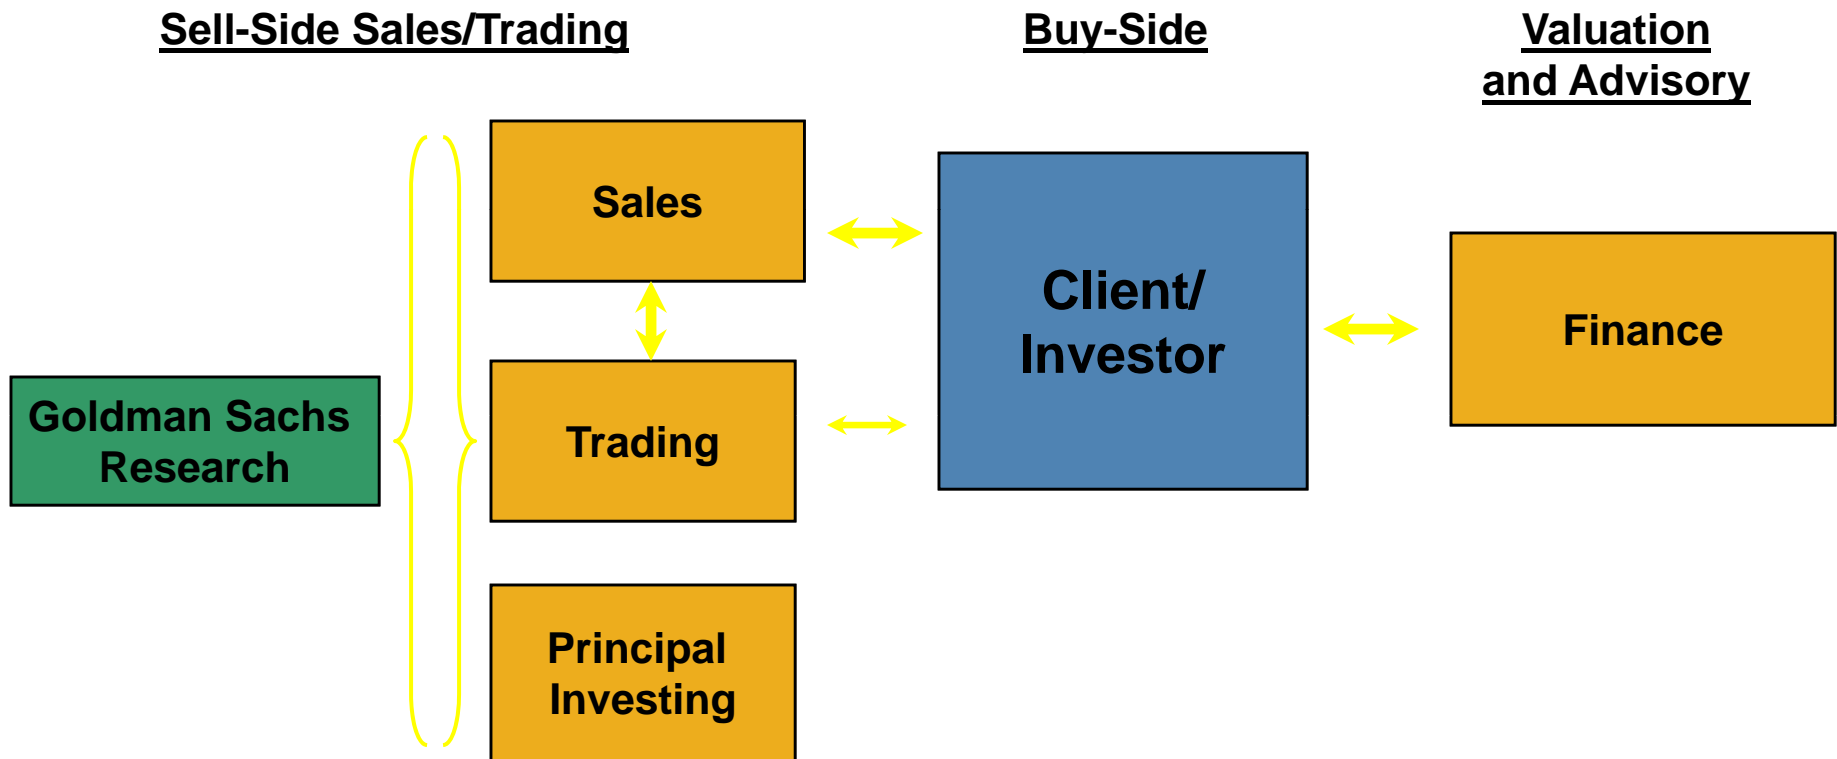 Sell-Side Sales/Trading
Buy-Side
Valuation
and Advisory
Sales
Client/
Investor
Finance
Goldman Sachs
Research
Trading
Principal
Investing